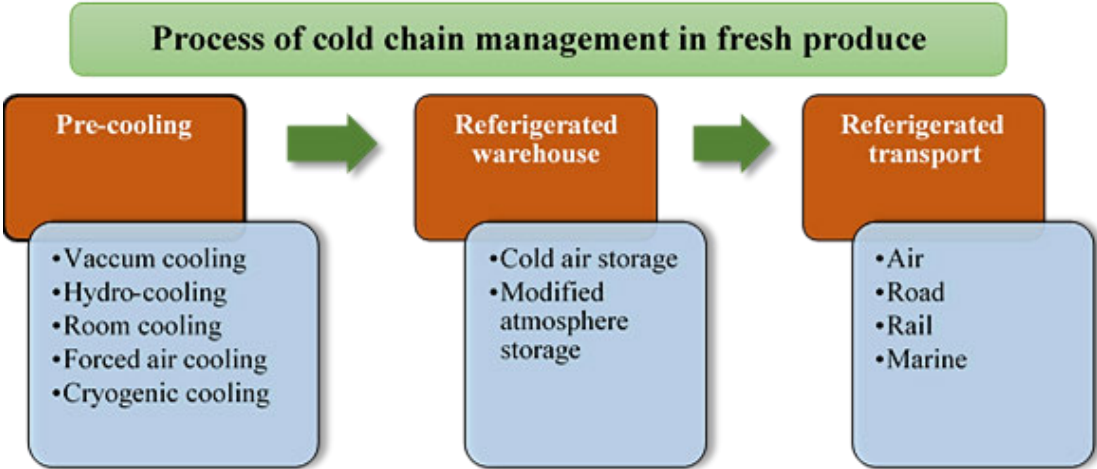 Process of cold chain management in fresh produce
Pre-cooling
•Vaccum cooling
•Hydro-cooling
•Room cooling
•Forced air cooling
•Cryogenic cooling
Referigerated
warehouse
•Cold air storage
•Modified
atmosphere
storage
Referigerated
transport
•Air
•Road
•Rail
•Marine